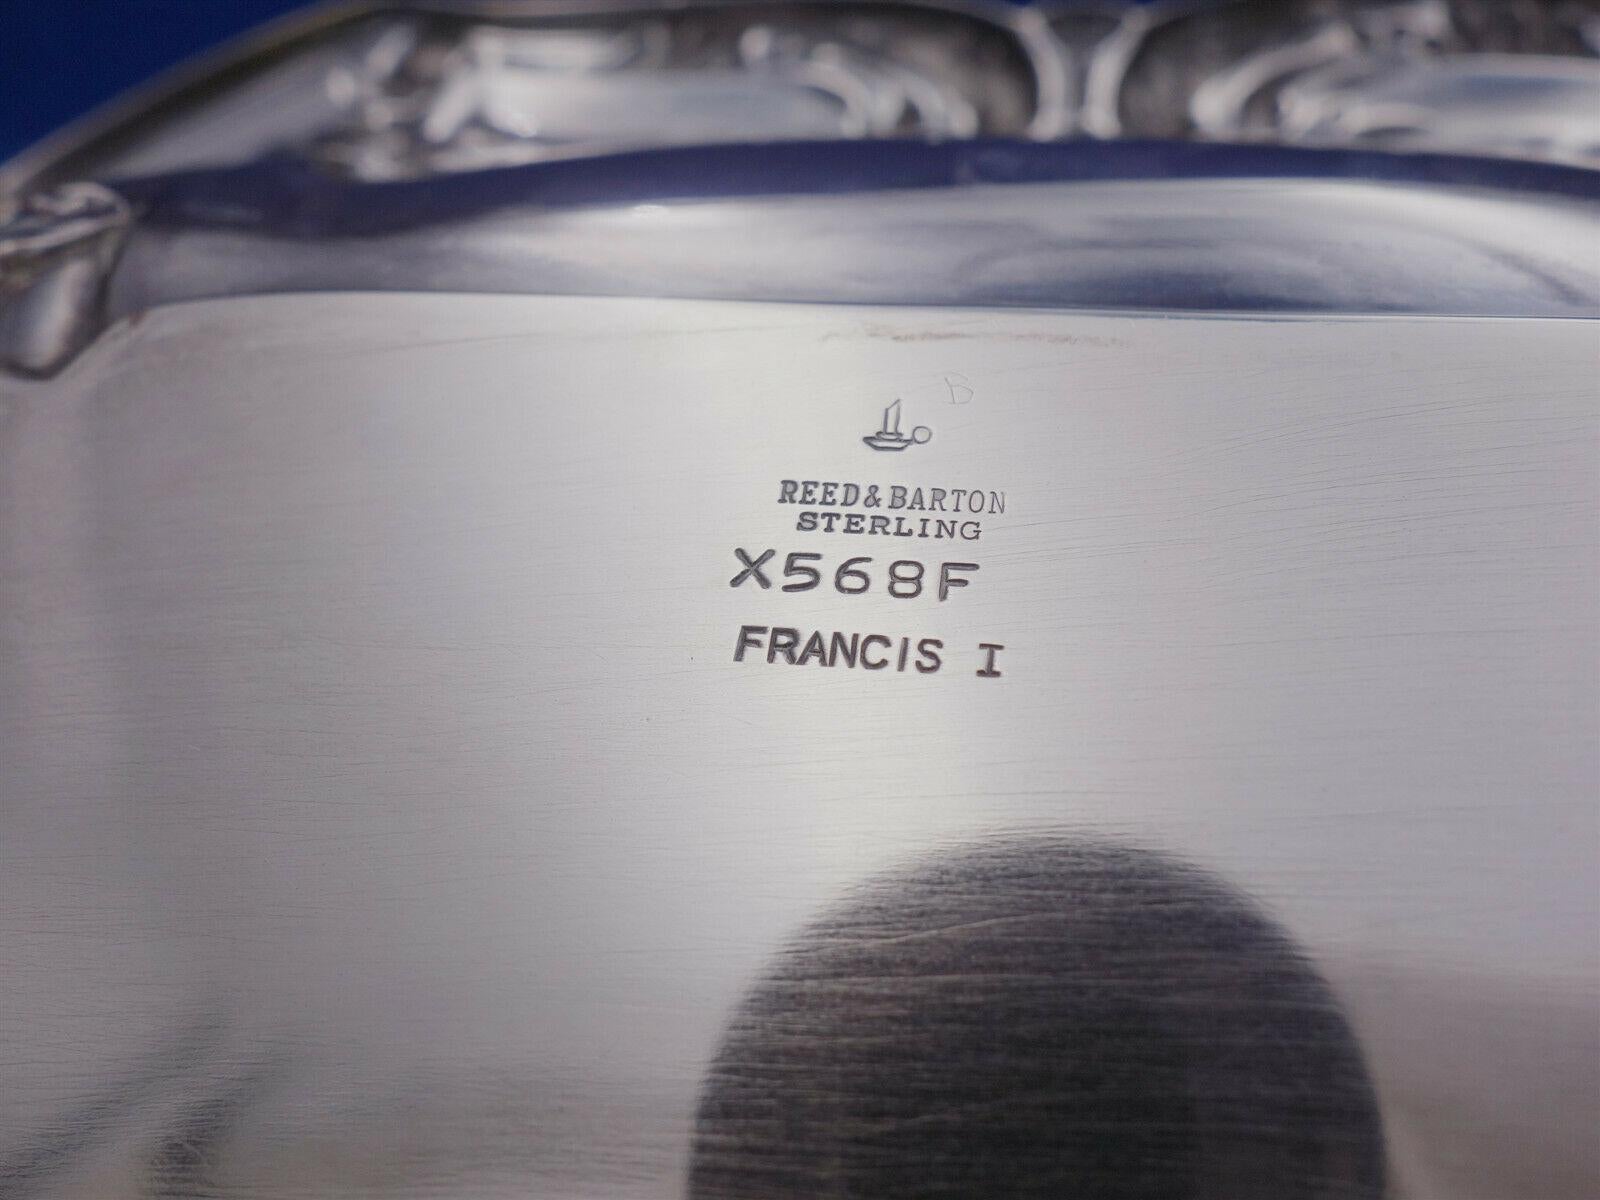 B
REED & BARTON
STERLING
X568F
FRANCIS I